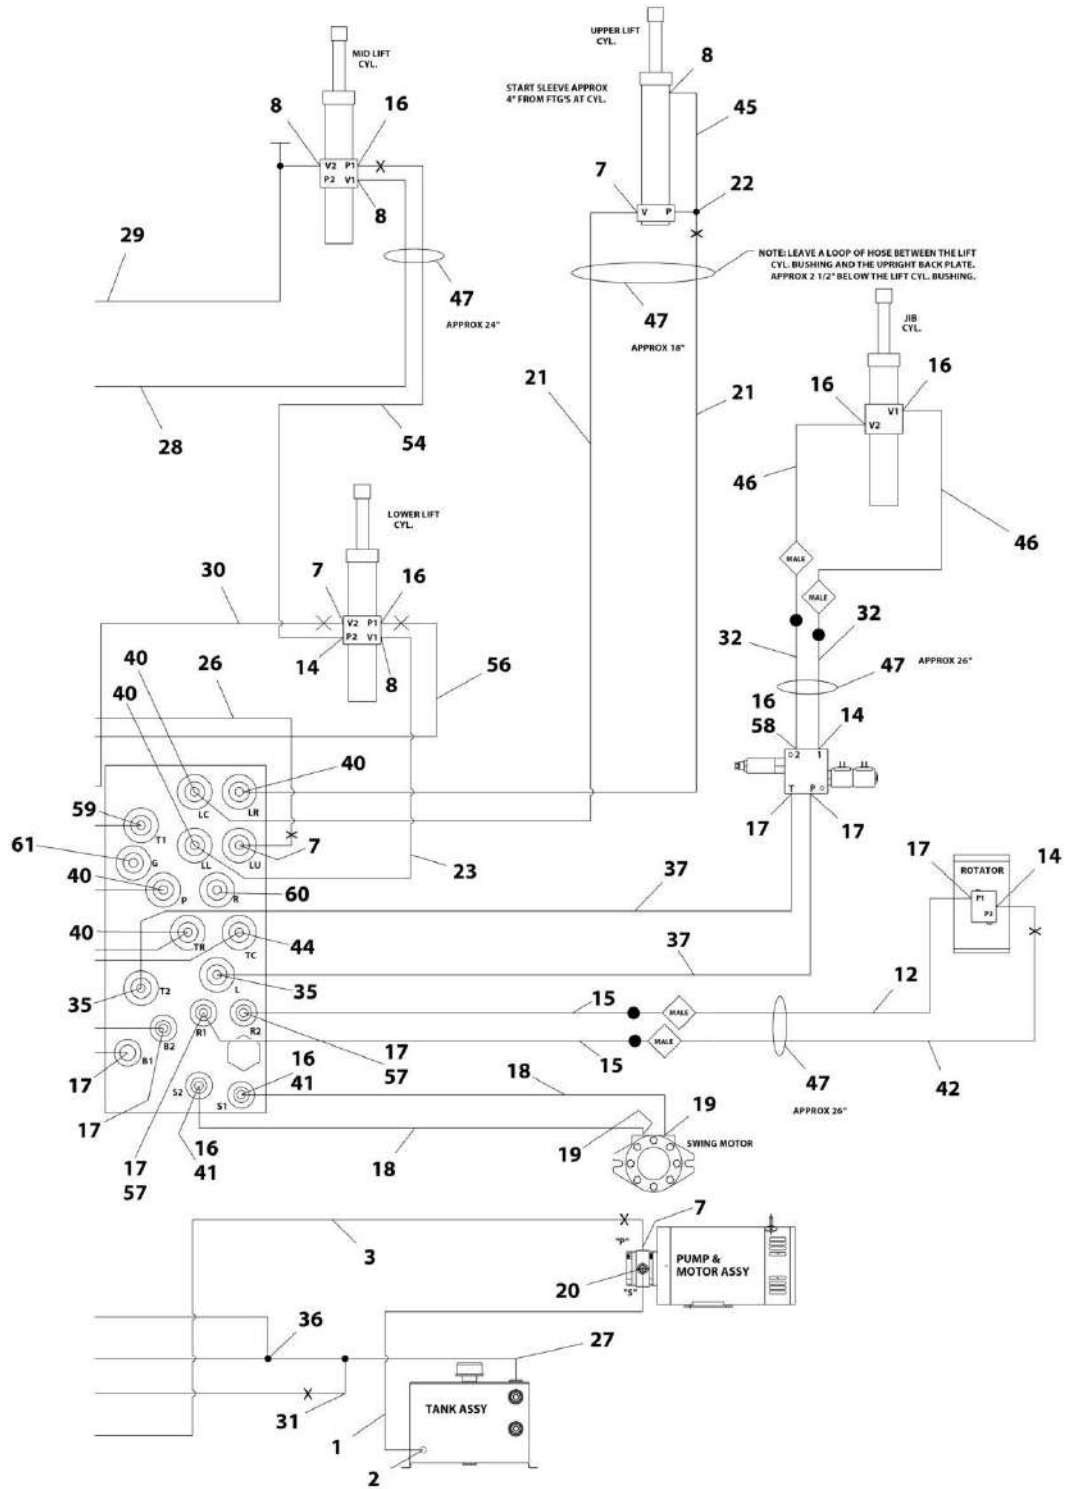 MID LIFT
CYL.
UPPER LIFT
CYL.
8
START SLEEVE APPROX
4" FROM FTG'S AT CYL.
8
16
45
V2 P1
P2 V1
7
22
V P
8
29
NOTE: LEAVE A LOOP OF HOSE BETWEEN THE LIFT
CYL. BUSHING AND THE UPRIGHT BACK PLATE.
APPROX 2 1/2" BELOW THE LIFT CYL. BUSHING.
47
APPROX 24"
47
APPROX 18"
JIB
CYL.
21
21
16
16
V1
V2
28
54
46
46
LOWER LIFT
CYL.
MALE
MALE
30
7
16
V2 P1
P2 V1
32
32
40
26
14
8
56
47
APPROX 26"
40
16
58
14
2 1
40
T P
59
LC
LR
T1
17
17
61
G
LL
LU
7
17
14
40
P
R
60
23
37
ROTATOR
P1
P2
40
TR
TC
44
37
35
T2
L
35
15
12
MALE
R1
R2
B2
MALE
B1
17
17
57
15
16
41
18
47
42
APPROX 26"
S2
S1
19
17
19
SWING MOTOR
16
41
18
17
57
7
3
"P"
PUMP &
MOTOR ASSY
20
"S"
36
27
31
TANK ASSY
1
2